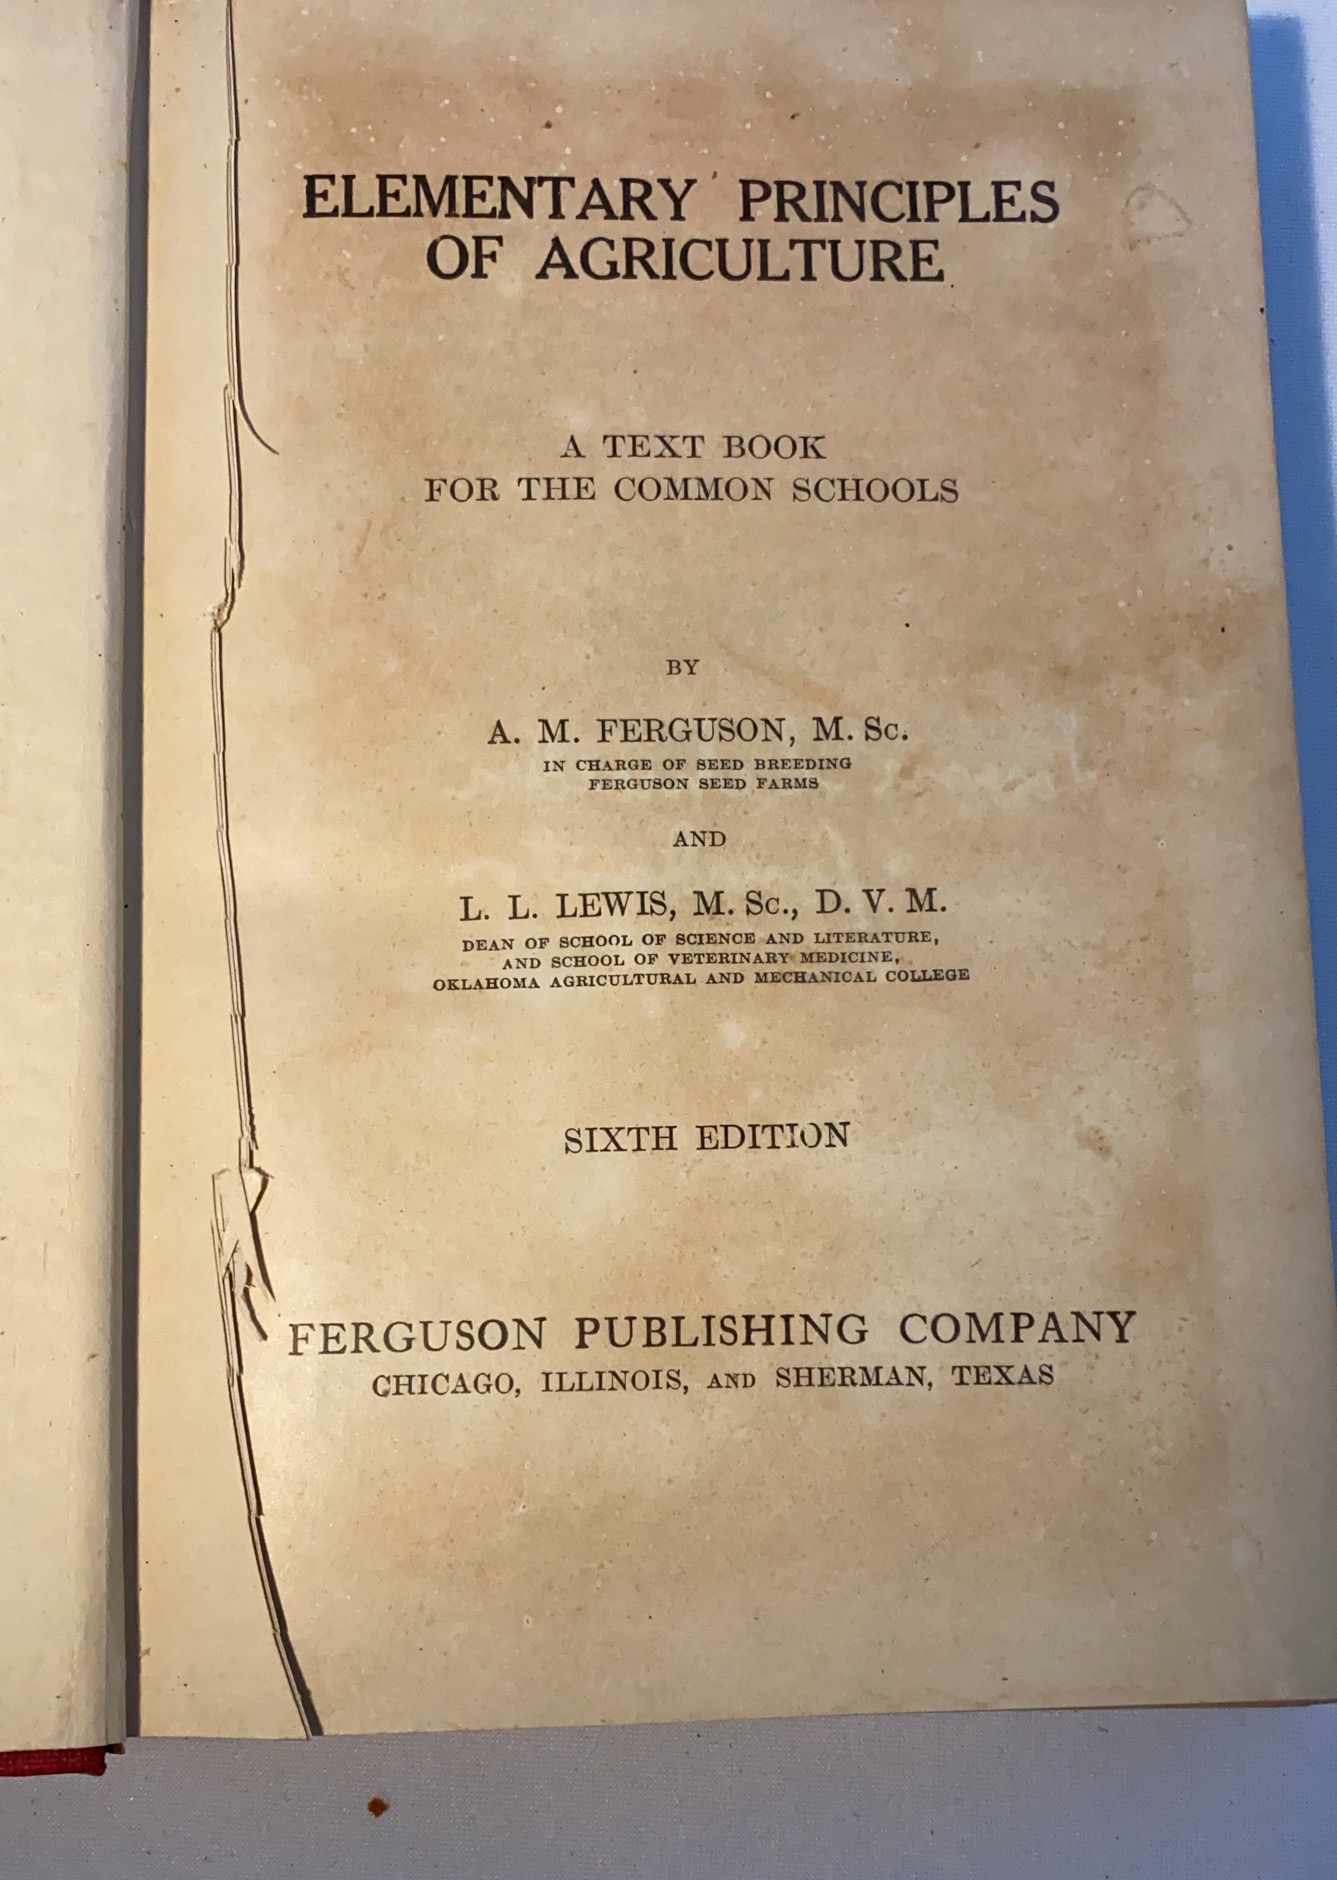 ELEMENTARY PRINCIPLES
OF AGRICULTURE
A TEXT BOOK
FOR THE COMMON SCHOOLS
BY
A. M. FERGUSON, M. Sc.
IN CHARGE OF SEED BREEDING
FERGUSON SEED FARMS
AND
L. L. LEWIS, M. Sc., D. V. M.
DEAN OF SCHOOL OF SCIENCE AND LITERATURE,
AND SCHOOL OF VETERINARY MEDICINE,
OKLAHOMA AGRICULTURAL AND MECHANICAL COLLEGE
SIXTH EDITION
FERGUSON PUBLISHING COMPANY
CHICAGO, ILLINOIS, AND SHERMAN, TEXAS